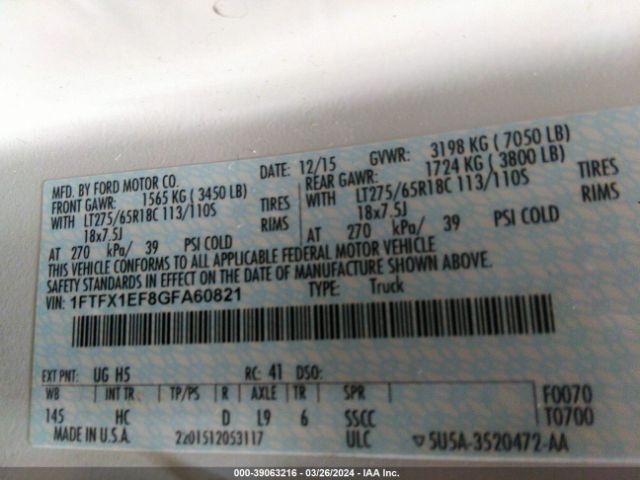 MFD. BY FORD MOTOR CO. DATE: 12/15 GVWR: 3198 KG ( 7050 LB)
FRONT GAWR: 1565 KG ( 3450 LB) REAR GAWR: 1724 KG ( 3800 LB)
WITH LT275/65R18C 113/110S TIRES WITH LT275/65R18C 113/110S TIRES
18x7.5J RIMS 18x7.5J RIMS
AT 270 kPa/ 39 PSI COLD AT 270 kPa/ 39 PSI COLD
THIS VEHICLE CONFORMS TO ALL APPLICABLE FEDERAL MOTOR VEHICLE
SAFETY STANDARDS IN EFFECT ON THE DATE OF MANUFACTURE SHOWN ABOVE.
VIN: 1FTFX1EF8GFA60821 TYPE: Truck
EXT PNT: UG H5 RC: 41 DSO:
WB INT TR. TP/PS R AXLE TR SPR F0070
145 HC D L9 6 SSCC T0700
MADE IN U.S.A. 2201512053117 ULC 5U5A-3520472-AA
000-39063216 - 03/26/2024 - IAA Inc.